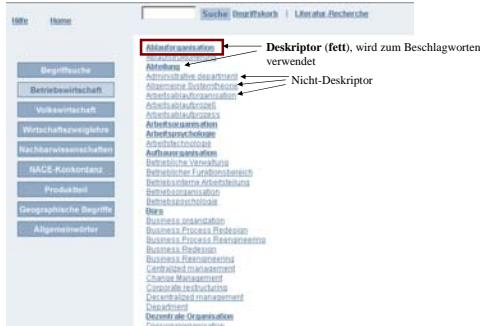 Hilfe Home
Suche Begriffskorb | Literatur-Recherche
Ablauforganisation
Deskriptor (fett), wird zum Beschlagworten
verwendet
Ablaufstrukturierung
Abteilung
Administrative department
Nicht-Deskriptor
Allgemeine Systemtheorie
Arbeitsablauforganisation
Arbeitsablaufprozeß
Arbeitsablaufprozess
Arbeitsorganisation
Arbeitspsychologie
Arbeitstechnologie
Aufbauorganisation
Betriebliche Verwaltung
Betrieblicher Funktionsbereich
Betriebsinterne Arbeitsteilung
Betriebsorganisation
Betriebspsychologie
Büro
Business organization
Business Process Redesign
Business Process Reengineering
Business Redesign
Business Reengineering
Centralized management
Change Management
Corporate restructuring
Decentralized management
Department
Dezentrale Organisation
Begriffsuche
Betriebswirtschaft
Volkswirtschaft
Wirtschaftszweiglehre
Nachbarwissenschaften
NACE-Konkordanz
Produktteil
Geographische Begriffe
Allgemeinwörter